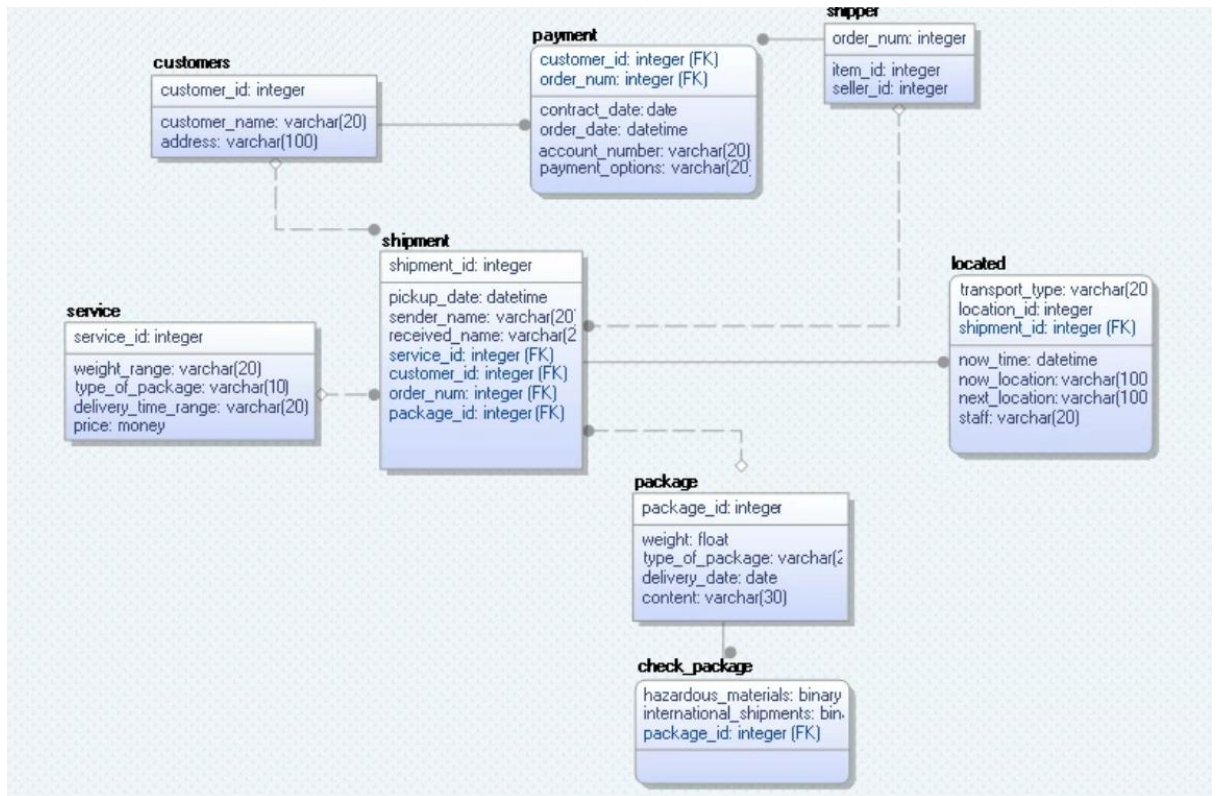 shipper
order_num: integer
item_id: integer
seller_id: integer
payment
customer_id: integer (FK)
order_num: integer (FK)
contract_date: date
order_date: datetime
account_number: varchar(20)
payment_options: varchar(20
customers
customer_id: integer
customer_name: varchar(20)
address: varchar(100)
shipment
shipment_id: integer
pickup_date: datetime
sender_name: varchar(20
received_name: varchar(2
service_id: integer (FK)
customer_id: integer (FK)
order_num: integer (FK)
package_id: integer (FK)
located
transport_type: varchar(20
location_id: integer
shipment_id: integer (FK)
now_time: datetime
now_location: varchar(100
next_location: varchar(100
staff: varchar(20)
service
service_id: integer
weight_range: varchar(20)
type_of_package: varchar(10)
delivery_time_range: varchar(20)
price: money
package
package_id: integer
weight: float
type_of_package: varchar(2
delivery_date: date
content: varchar(30)
check_package
hazardous_materials: binary
international_shipments: bin
package_id: integer (FK)